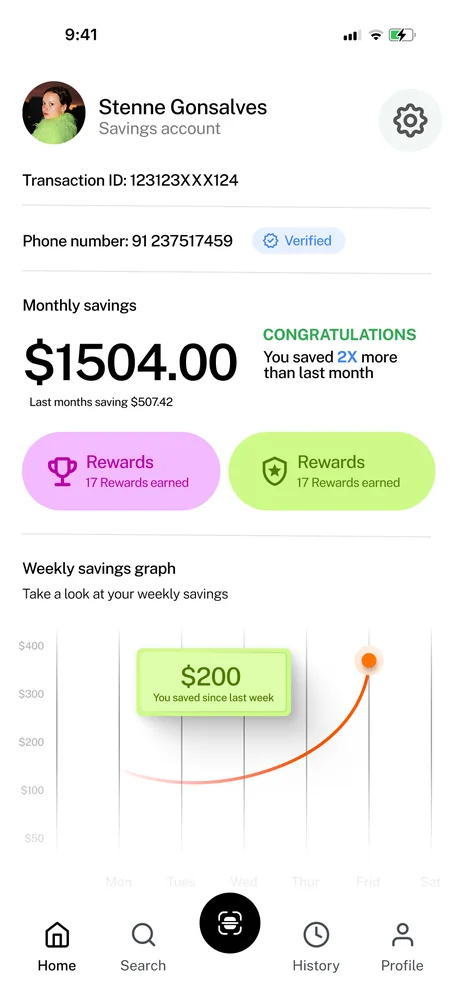 9:41
Stenne Gonsalves
Savings account
Transaction ID: 123123XXX124
Phone number: 91 237517459
Verified
Monthly savings
$1504.00
Last months saving $507.42
CONGRATULATIONS
You saved 2X more
than last month
Rewards
17 Rewards earned
Rewards
17 Rewards earned
Weekly savings graph
Take a look at your weekly savings
$400
$300
$200
$100
$50
$200
You saved since last week
Mon Tues Wed Thur Frid Sat
Home Search History Profile